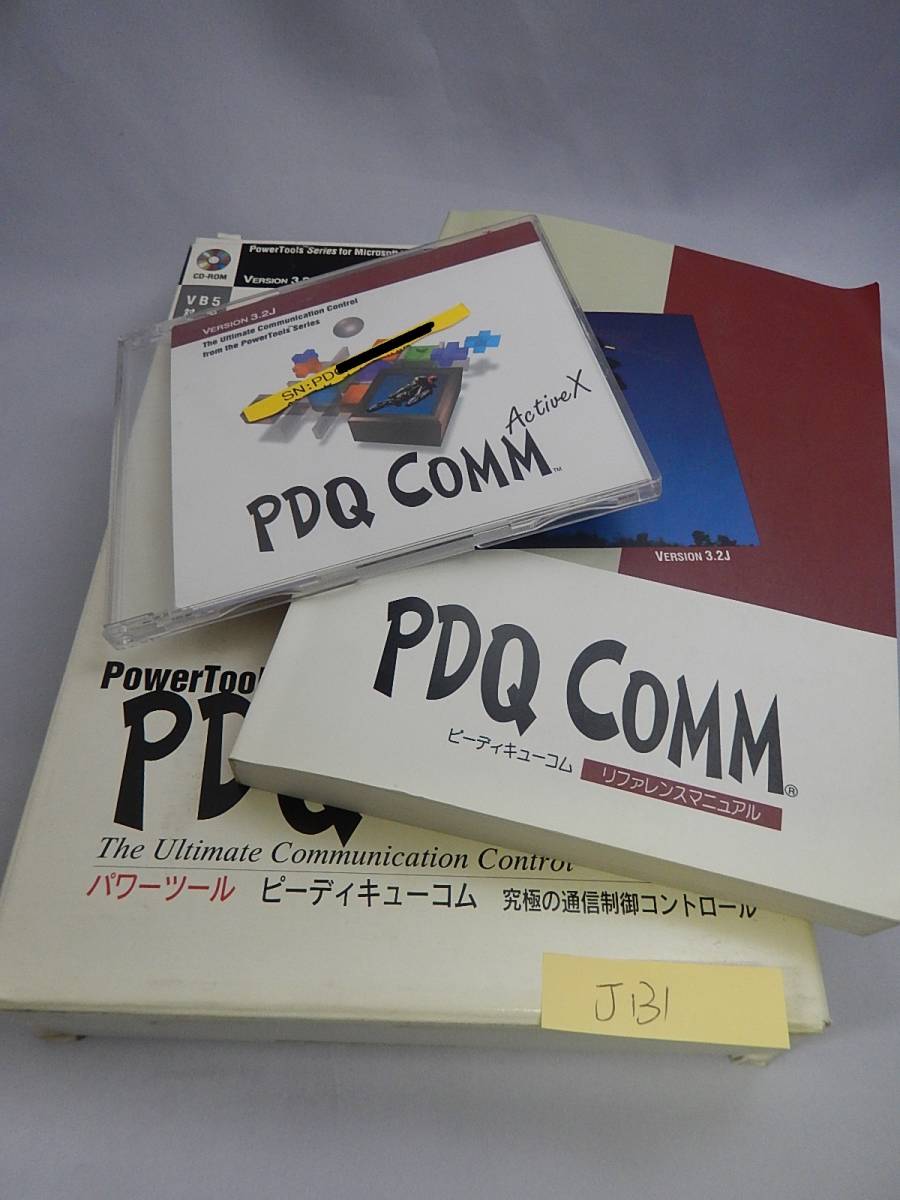 PowerTools Series for Microsoft
CD-ROM
VERSION 3.2
VB5
VERSION 3.2J
The Ultimate Communication Control
from the PowerTools™ Series
SN:PDQ
ActiveX
PDQ COMM™
VERSION 3.2J
PDQ COMM®
ピーディキューコム
リファレンスマニュアル
PowerTool
PDQ
The Ultimate Communication Control
パワーツール ピーディキューコム 究極の通信制御コントロール
J131